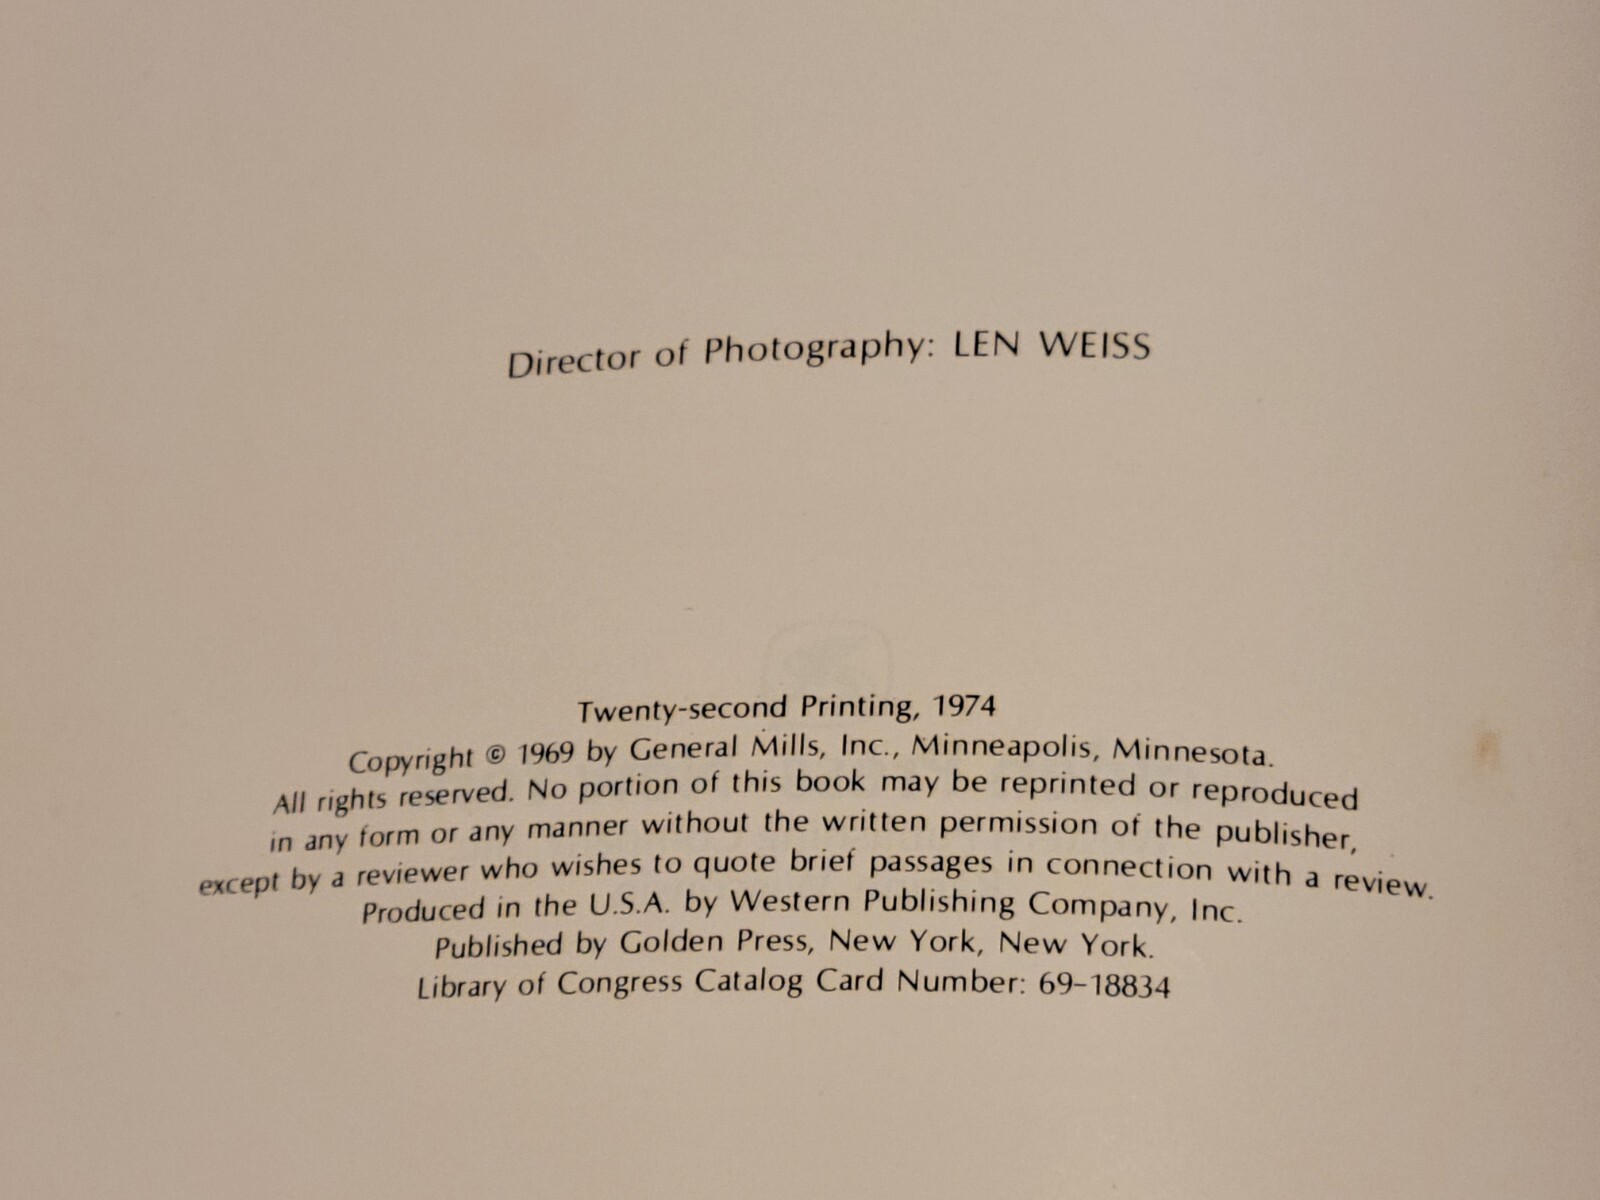 Director of Photography: LEN WEISS
Twenty-second Printing, 1974
Copyright © 1969 by General Mills, Inc., Minneapolis, Minnesota.
All rights reserved. No portion of this book may be reprinted or reproduced
in any form or any manner without the written permission of the publisher,
except by a reviewer who wishes to quote brief passages in connection with a review.
Produced in the U.S.A. by Western Publishing Company, Inc.
Published by Golden Press, New York, New York.
Library of Congress Catalog Card Number: 69-18834